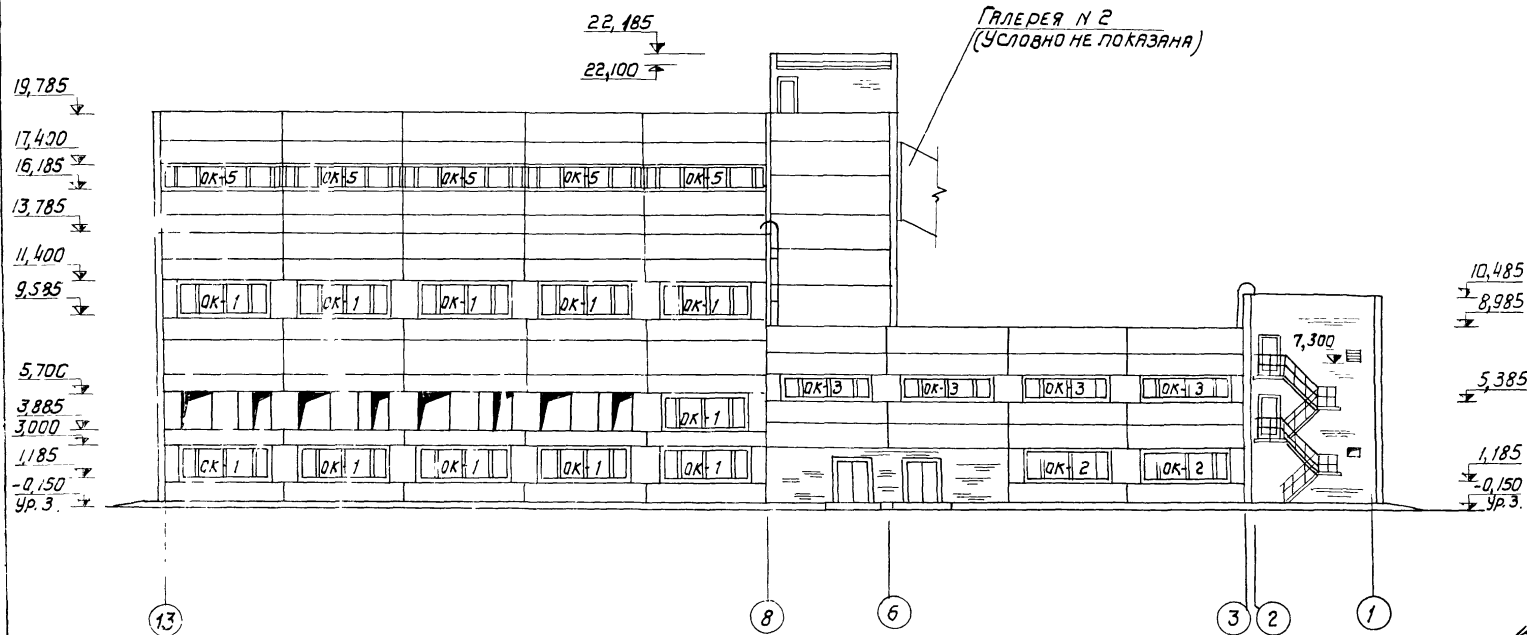 22,185
22,100
ГАЛЕРЕЯ N 2
(УСЛОВНО НЕ ПОКАЗАНА)
19,785
17,400
16,185
13,785
11,400
9,585
5,700
3,885
3,000
1,185
-0,150
УР.З.
ОК-5 ОК-5 ОК-5 ОК-5 ОК-5
ОК-1 ОК-1 ОК-1 ОК-1 ОК-1
7,300
ОК-3 ОК-3 ОК-3 ОК-3
ОК-1
ОК-1 ОК-1 ОК-1 ОК-1 ОК-1
ОК-2 ОК-2
10,485
8,985
5,385
1,185
-0,150
УР.З.
13 8 6 3 2 1